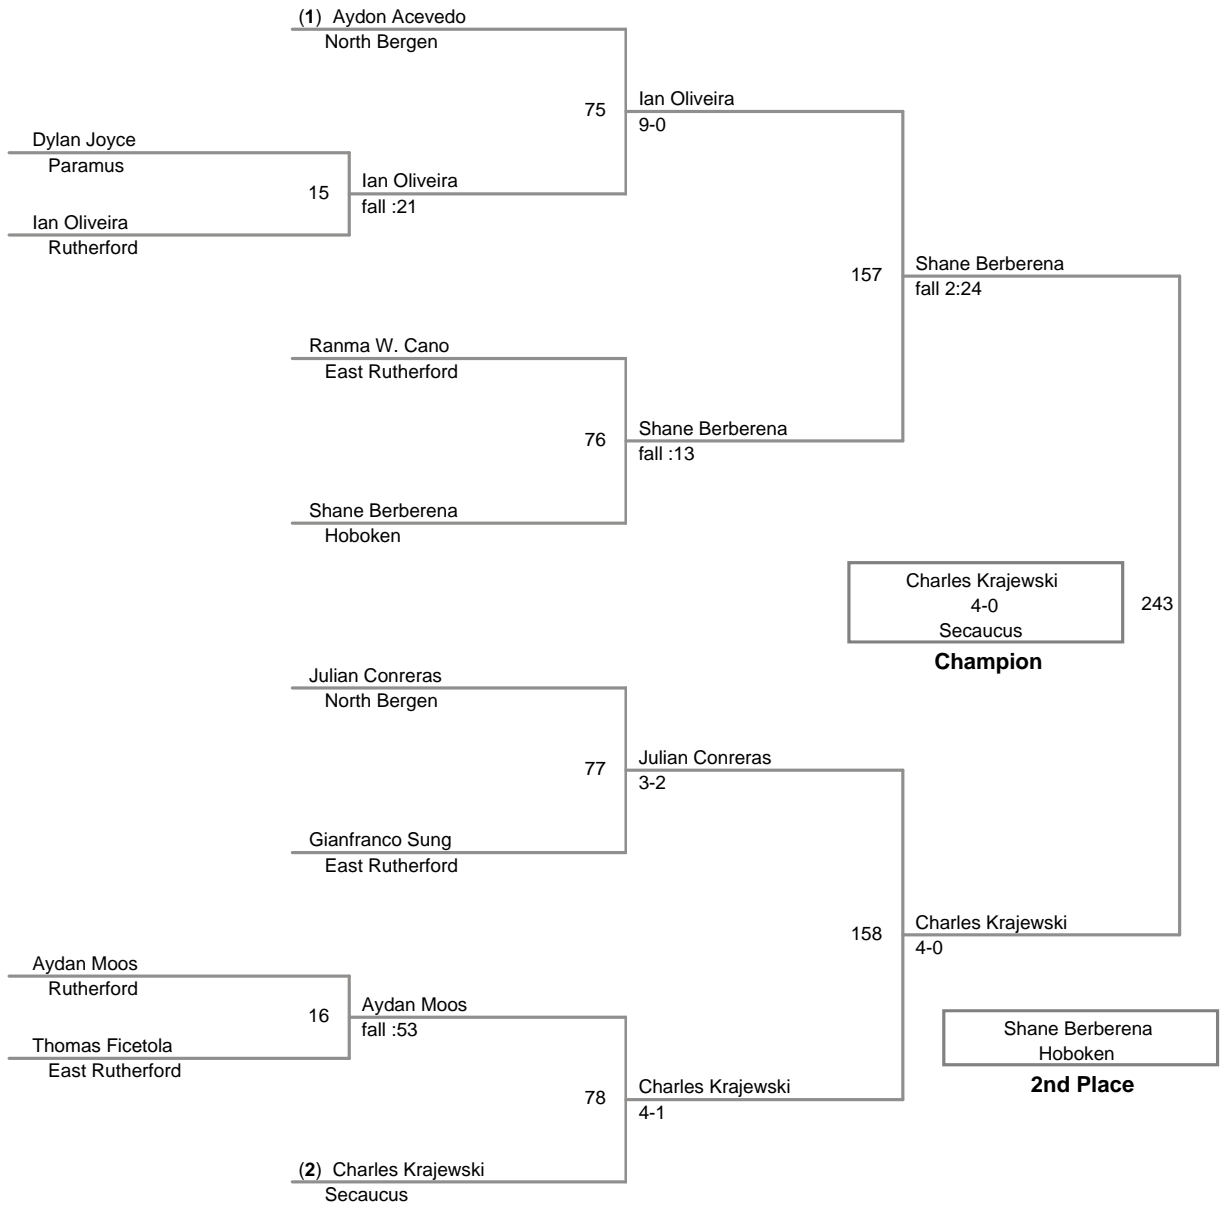 (1) Aydon Acevedo
North Bergen
75
Ian Oliveira
9-0
Dylan Joyce
Paramus
15
Ian Oliveira
fall :21
Ian Oliveira
Rutherford
157
Shane Berberena
fall 2:24
Ranma W. Cano
East Rutherford
76
Shane Berberena
fall :13
Shane Berberena
Hoboken
Charles Krajewski
4-0
Secaucus
Champion
243
Julian Conreras
North Bergen
77
Julian Conreras
3-2
Gianfranco Sung
East Rutherford
158
Charles Krajewski
4-0
Aydan Moos
Rutherford
16
Aydan Moos
fall :53
Thomas Ficetola
East Rutherford
Shane Berberena
Hoboken
2nd Place
78
Charles Krajewski
4-1
(2) Charles Krajewski
Secaucus